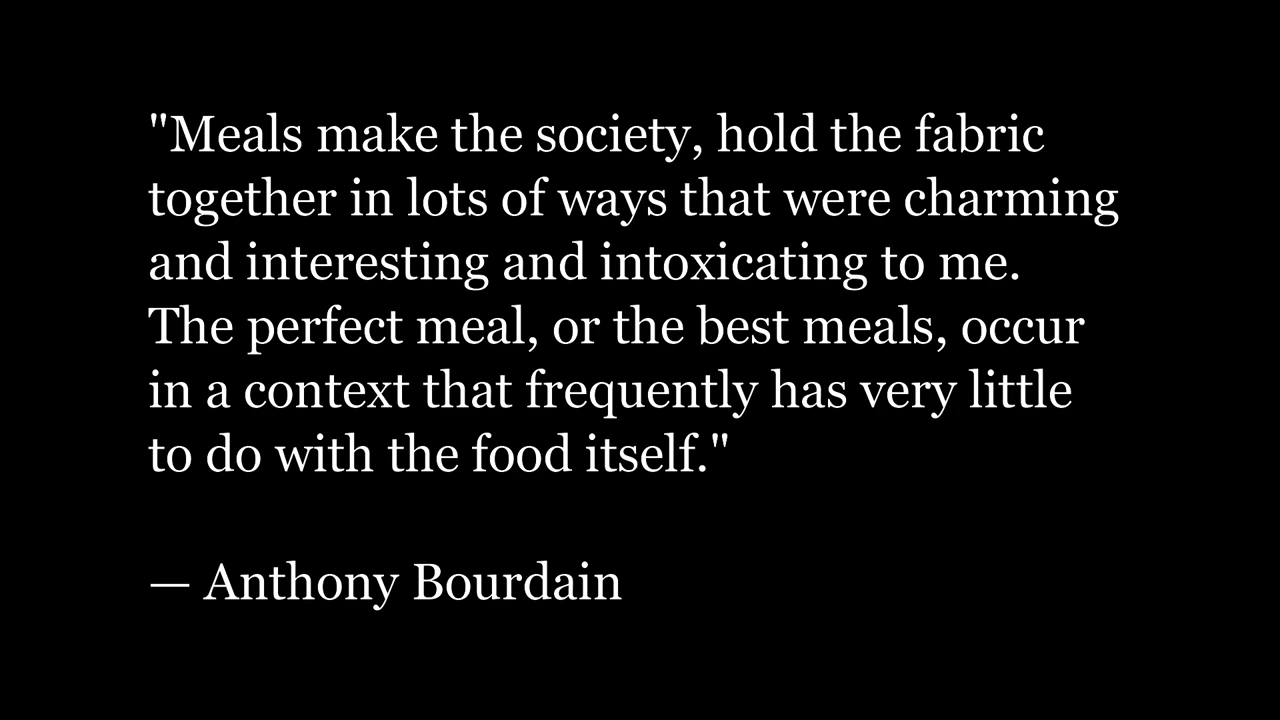 "Meals make the society, hold the fabric
together in lots of ways that were charming
and interesting and intoxicating to me.
The perfect meal, or the best meals, occur
in a context that frequently has very little
to do with the food itself."
— Anthony Bourdain